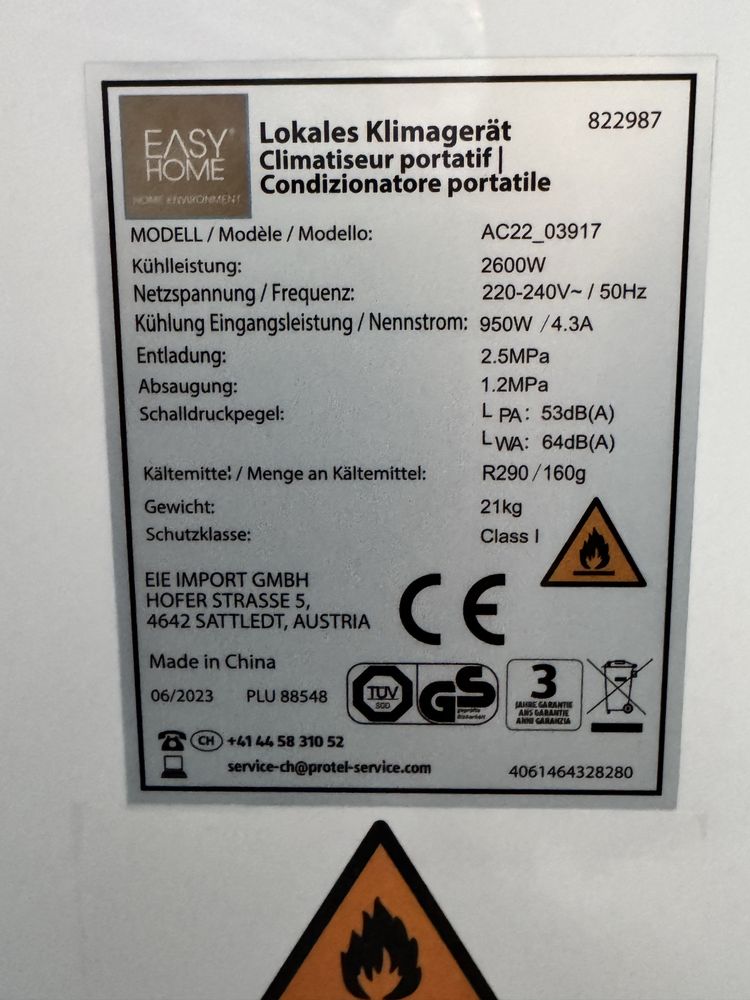 EASY
HOME
HOME ENVIRONMENT
Lokales Klimagerät
Climatiseur portatif |
Condizionatore portatile
822987
MODELL / Modèle / Modello: AC22_03917
Kühlleistung: 2600W
Netzspannung / Frequenz: 220-240V~ / 50Hz
Kühlung Eingangsleistung / Nennstrom: 950W /4.3A
Entladung: 2.5MPa
Absaugung: 1.2MPa
Schalldruckpegel: L PA: 53dB(A)
L WA: 64dB(A)
Kältemittel / Menge an Kältemittel: R290/160g
Gewicht: 21kg
Schutzklasse: Class I
EIE IMPORT GMBH
HOFER STRASSE 5,
4642 SATTLEDT, AUSTRIA
CE
Made in China
06/2023 PLU 88548
TÜV
SÜD
GS
geprüfte
Sicherheit
3
JAHRE GARANTIE
ANS GARANTIE
ANNI GARANZIA
CH +41 44 58 310 52
service-ch@protel-service.com
4061464328280